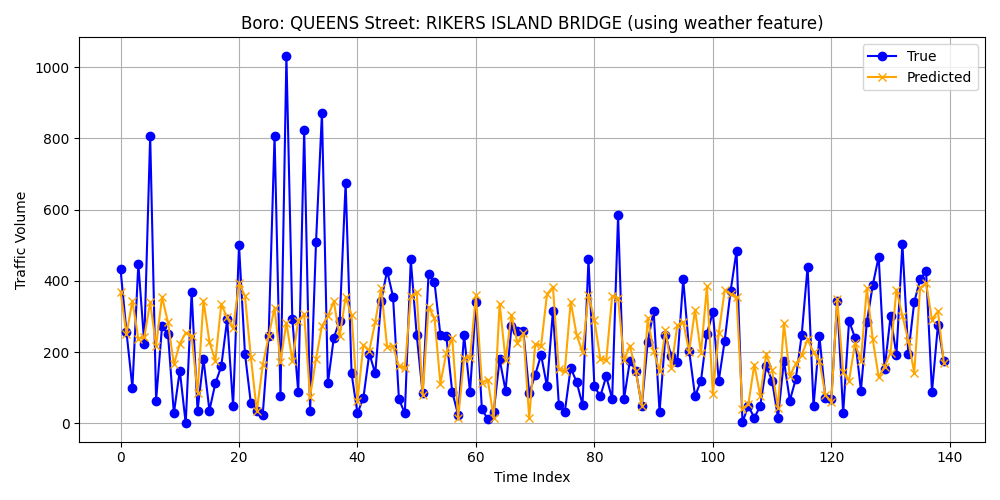 Boro: QUEENS Street: RIKERS ISLAND BRIDGE (using weather feature)
True
Predicted
1000
800
600
400
200
0
Traffic Volume
0 20 40 60 80 100 120 140
Time Index